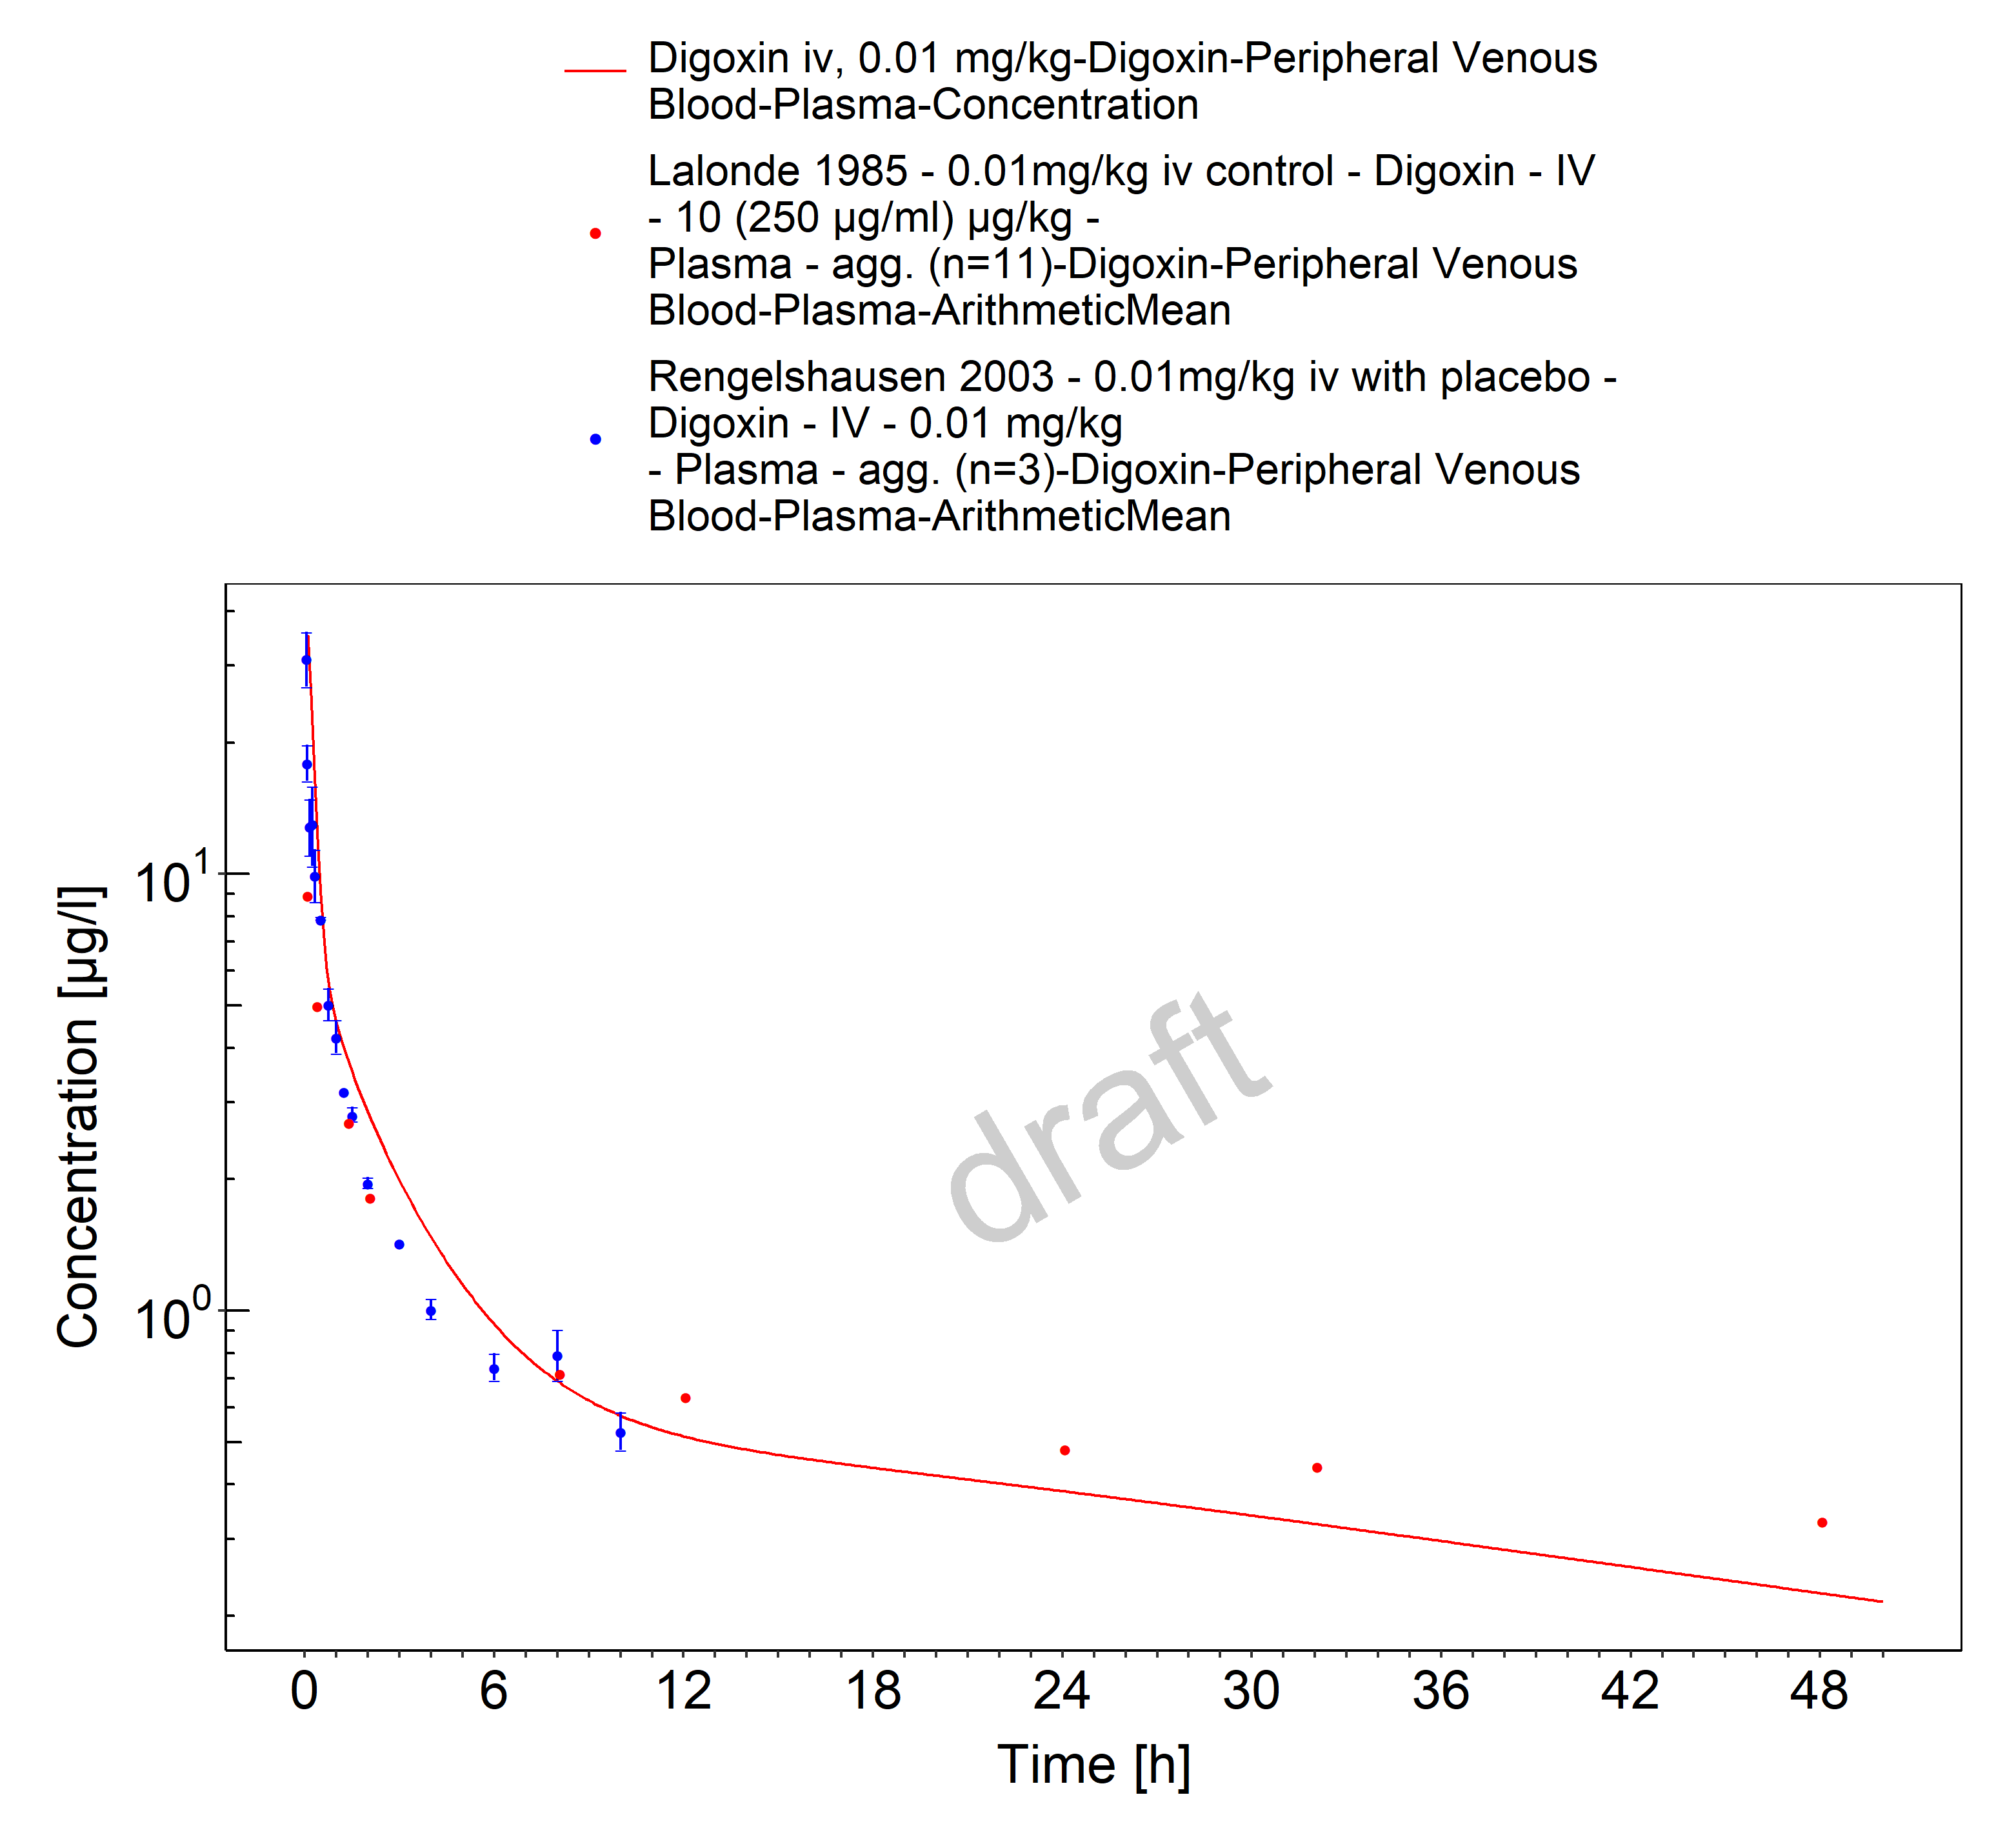 Digoxin iv, 0.01 mg/kg-Digoxin-Peripheral Venous
Blood-Plasma-Concentration
Lalonde 1985 - 0.01mg/kg iv control - Digoxin - IV
- 10 (250 µg/ml) µg/kg -
Plasma - agg. (n=11)-Digoxin-Peripheral Venous
Blood-Plasma-ArithmeticMean
Rengelshausen 2003 - 0.01mg/kg iv with placebo -
Digoxin - IV - 0.01 mg/kg
- Plasma - agg. (n=3)-Digoxin-Peripheral Venous
Blood-Plasma-ArithmeticMean
Concentration [µg/l]
10¹
10⁰
draft
0 6 12 18 24 30 36 42 48
Time [h]